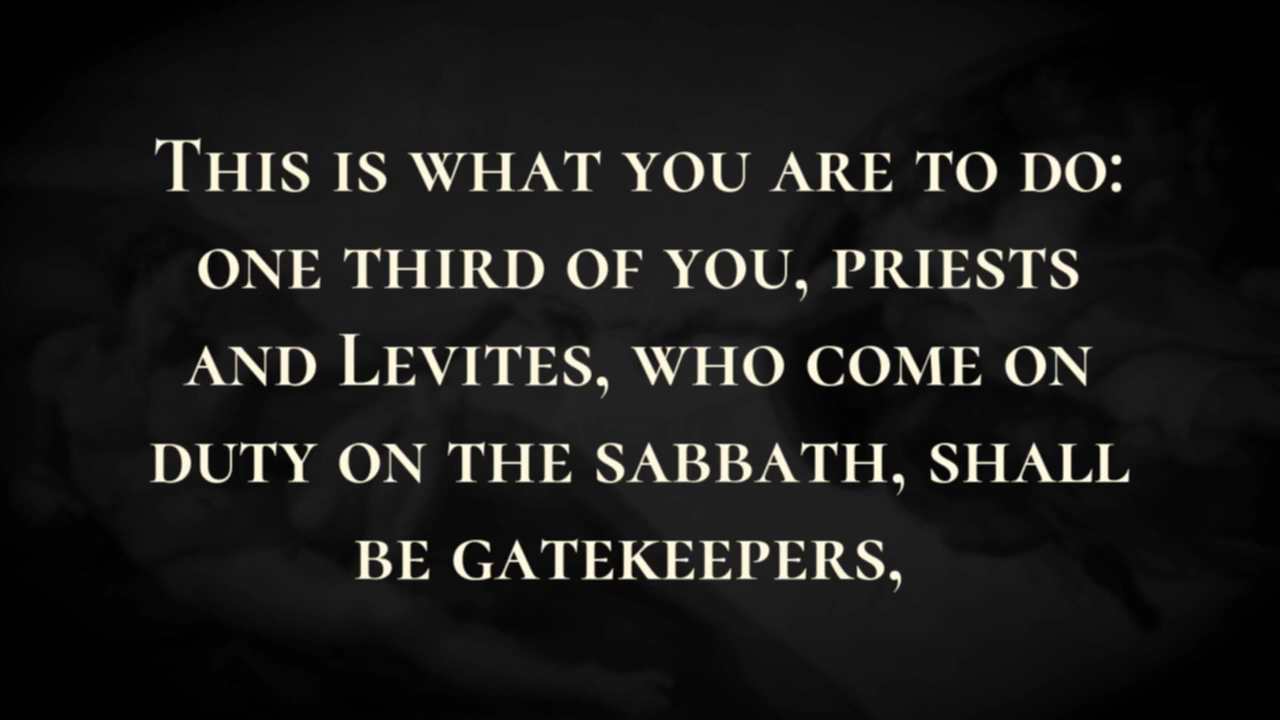 This is what you are to do:
one third of you, priests
and Levites, who come on
duty on the sabbath, shall
be gatekeepers,